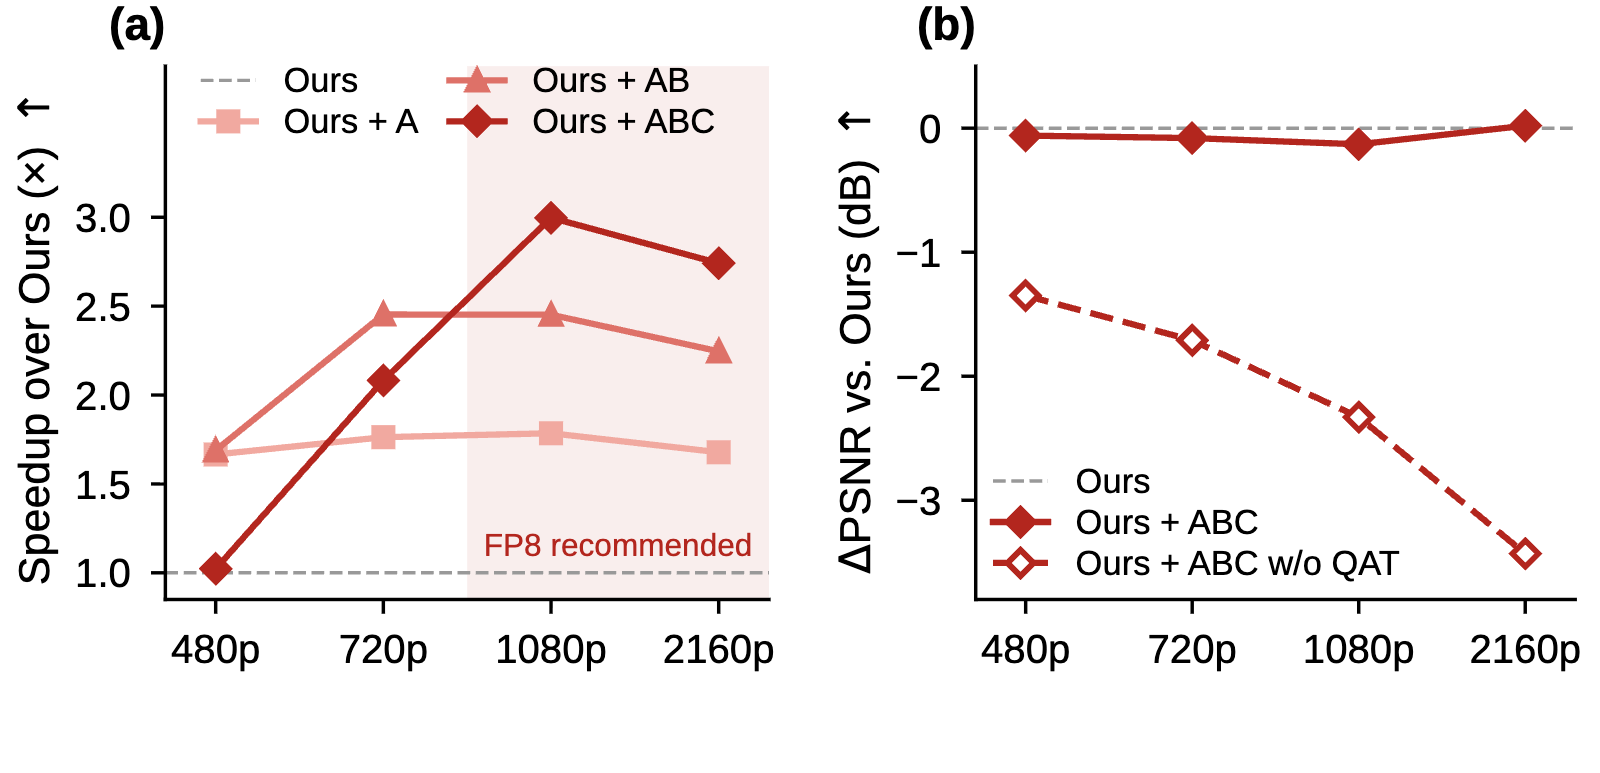 (a)
Ours
Ours + A
Ours + AB
Ours + ABC
Speedup over Ours (×) ↑
3.0
2.5
2.0
1.5
1.0
FP8 recommended
480p
720p
1080p
2160p
(b)
ΔPSNR vs. Ours (dB) ↑
0
−1
−2
−3
Ours
Ours + ABC
Ours + ABC w/o QAT
480p
720p
1080p
2160p